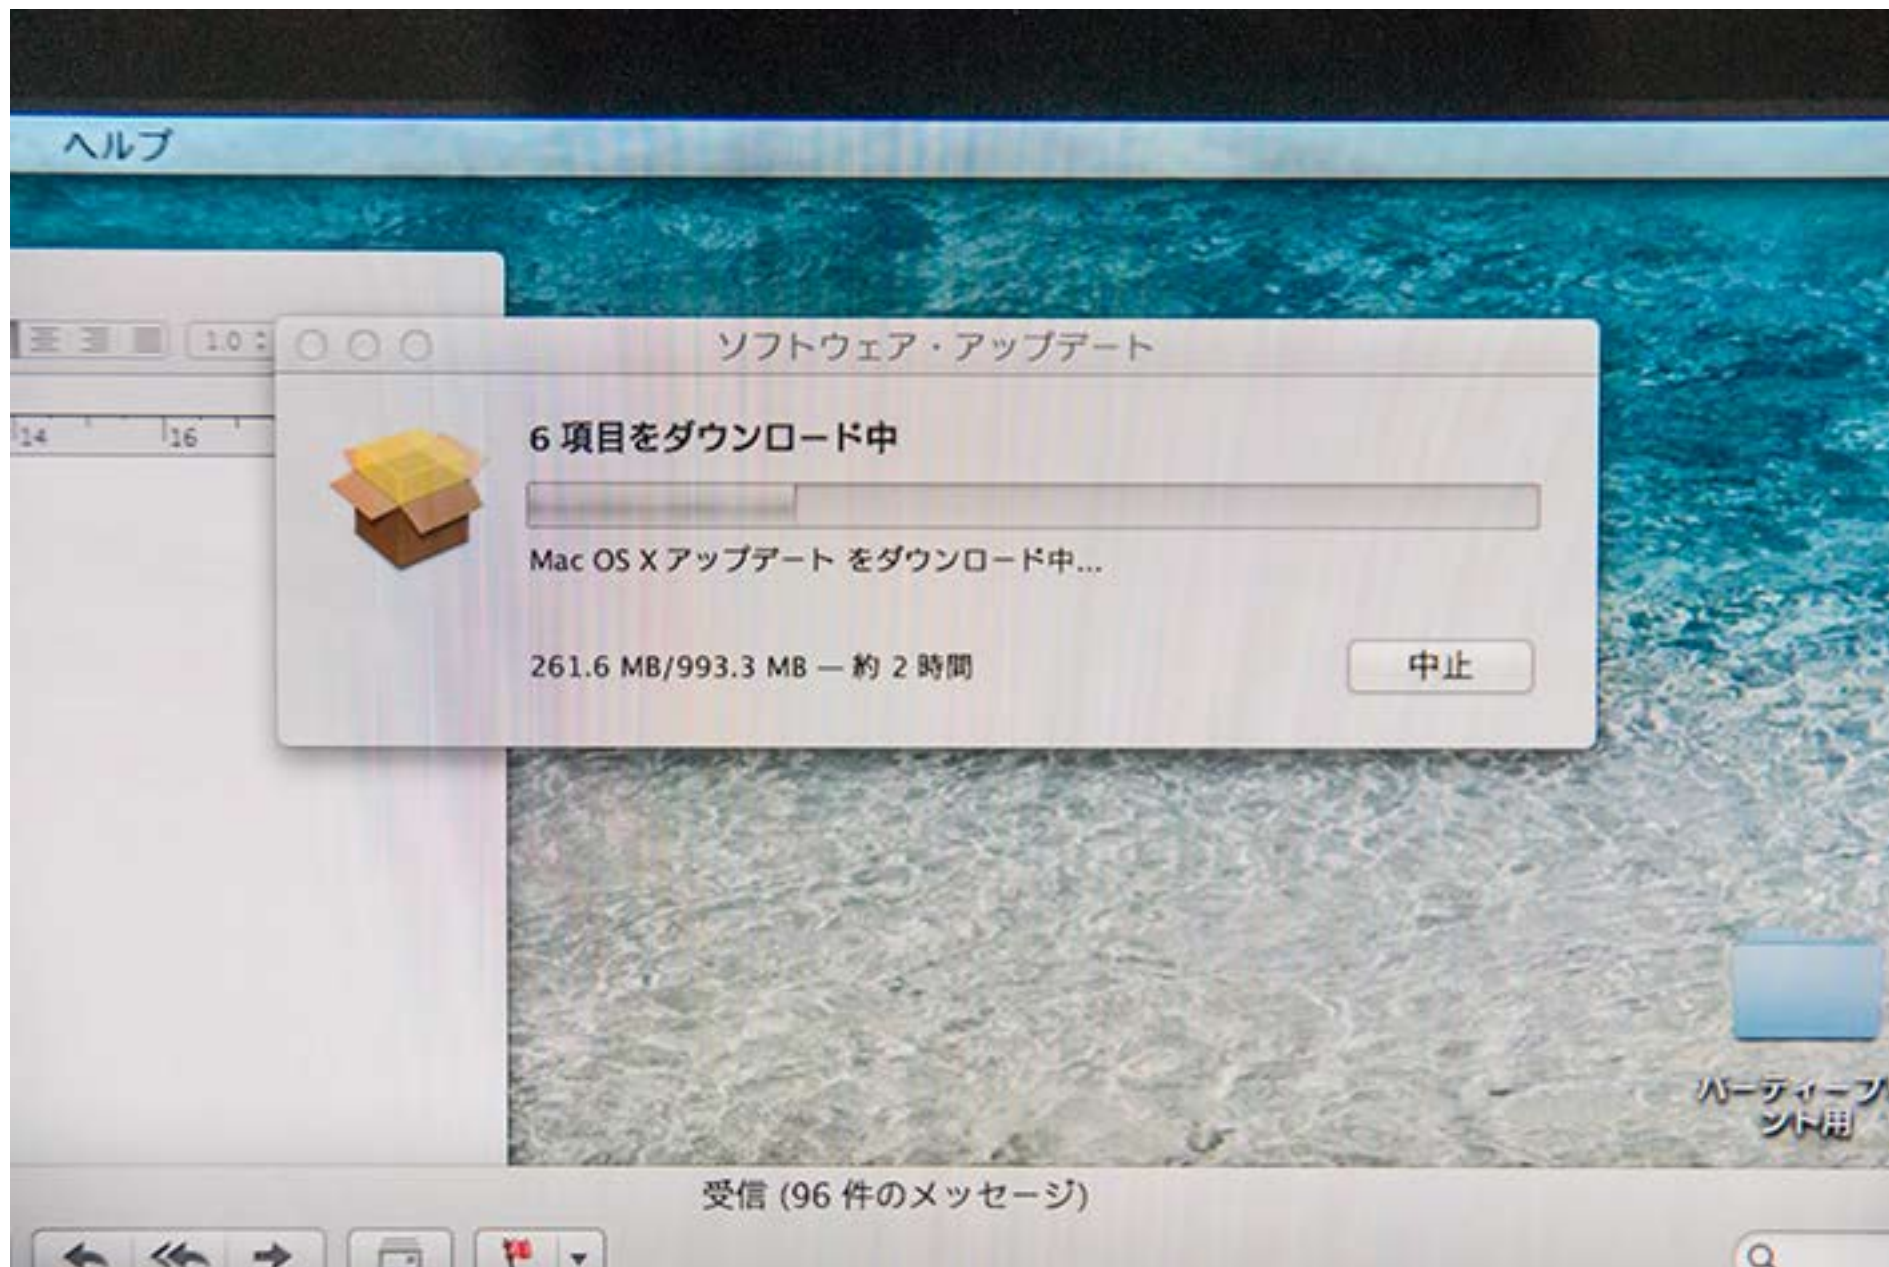 ヘルプ
1.0
ソフトウェア・アップデート
14
16
6 項目をダウンロード中
Mac OS X アップデート をダウンロード中...
261.6 MB/993.3 MB — 約 2 時間
中止
パーティープ
ント用
受信 (96 件のメッセージ)